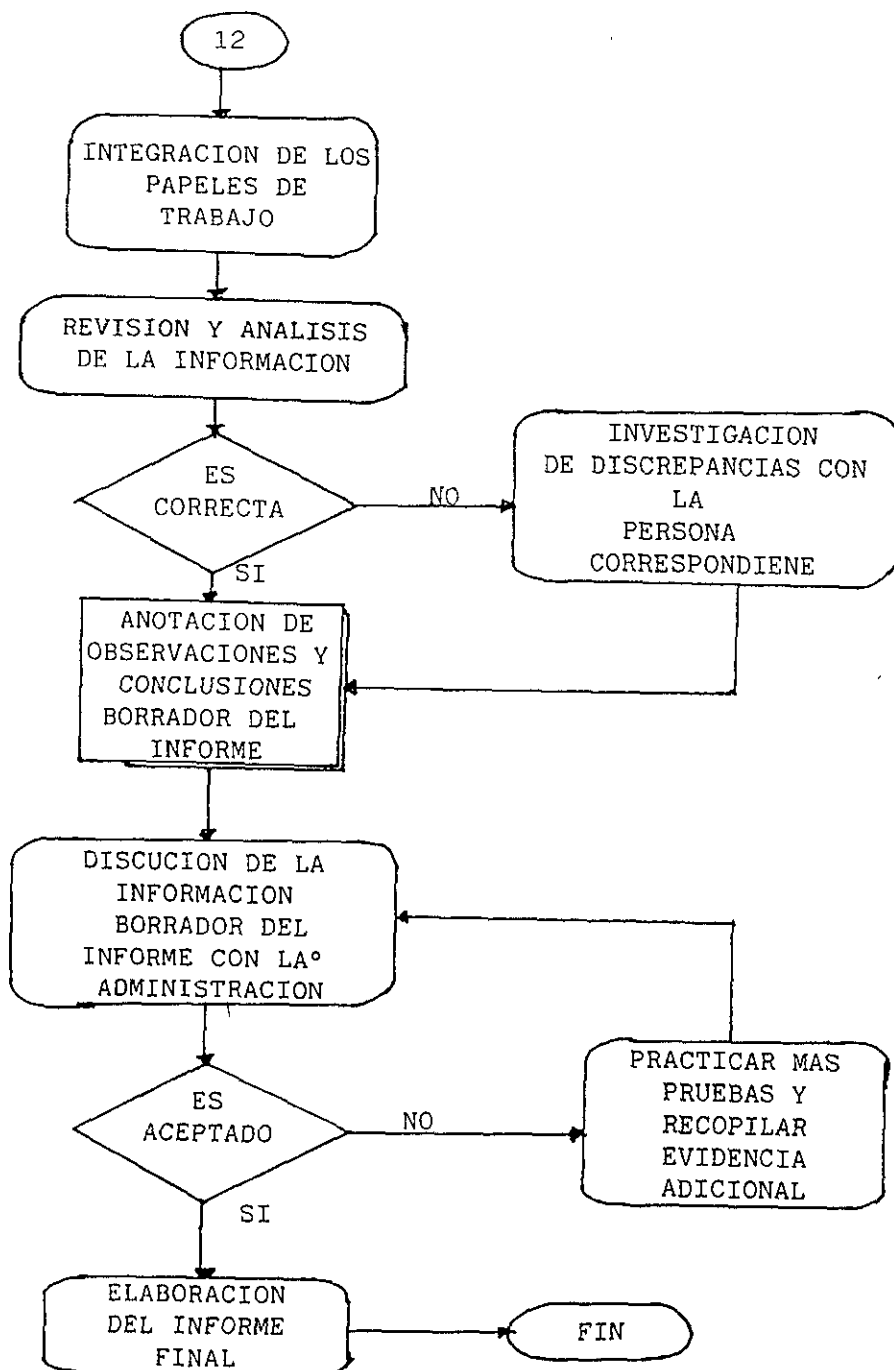 12
INTEGRACION DE LOS
PAPELES DE
TRABAJO
REVISION Y ANALISIS
DE LA INFORMACION
ES
CORRECTA
NO
SI
INVESTIGACION
DE DISCREPANCIAS CON
LA
PERSONA
CORRESPONDIENE
ANOTACION DE
OBSERVACIONES Y
CONCLUSIONES
BORRADOR DEL
INFORME
DISCUCION DE LA
INFORMACION
BORRADOR DEL
INFORME CON LAº
ADMINISTRACION
ES
ACEPTADO
NO
SI
PRACTICAR MAS
PRUEBAS Y
RECOPILAR
EVIDENCIA
ADICIONAL
ELABORACION
DEL INFORME
FINAL
FIN